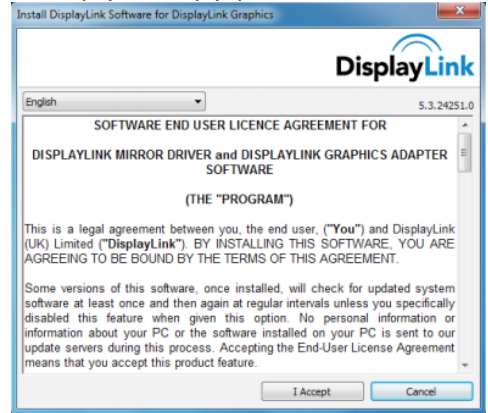 Install DisplayLink Software for DisplayLink Graphics
DisplayLink
English
5.3.24251.0
SOFTWARE END USER LICENCE AGREEMENT FOR
DISPLAYLINK MIRROR DRIVER and DISPLAYLINK GRAPHICS ADAPTER
SOFTWARE
(THE "PROGRAM")
This is a legal agreement between you, the end user, ("You") and DisplayLink
(UK) Limited ("DisplayLink"). BY INSTALLING THIS SOFTWARE, YOU ARE
AGREEING TO BE BOUND BY THE TERMS OF THIS AGREEMENT.
Some versions of this software, once installed, will check for updated system
software at least once and then again at regular intervals unless you specifically
disabled this feature when given this option. No personal information or
information about your PC or the software installed on your PC is sent to our
update servers during this process. Accepting the End-User License Agreement
means that you accept this product feature.
I Accept
Cancel